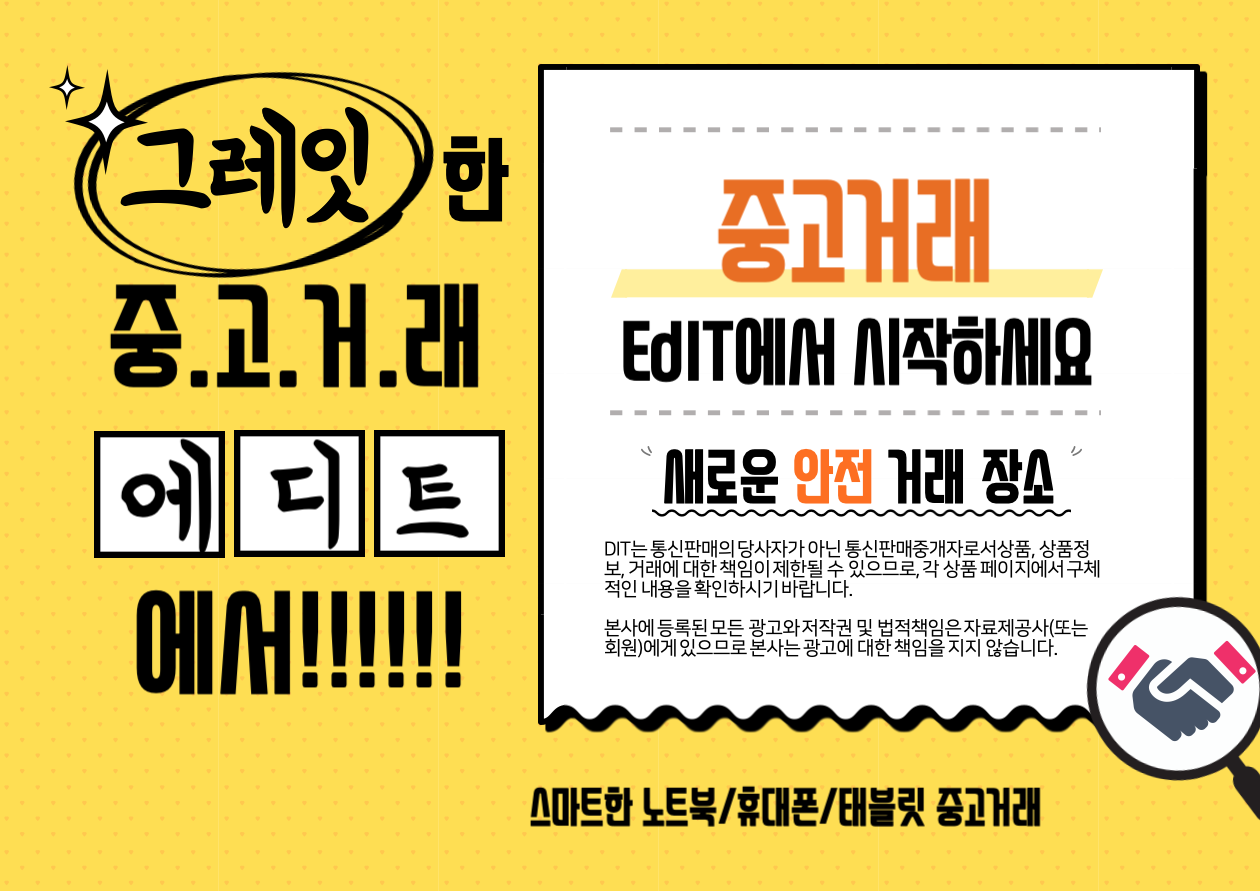 그레잇 한
중.고.거.래
에디트
에서!!!!!!
중고거래
EdIT에서 시작하세요
새로운 안전 거래 장소
DIT는 통신판매의 당사자가 아닌 통신판매중개자로서상품, 상품정
보, 거래에 대한 책임이 제한될 수 있으므로, 각 상품 페이지에서 구체
적인 내용을 확인하시기 바랍니다.
본사에 등록된 모든 광고와 저작권 및 법적책임은 자료제공사(또는
회원)에게 있으므로 본사는 광고에 대한 책임을 지지 않습니다.
스마트한 노트북/휴대폰/태블릿 중고거래